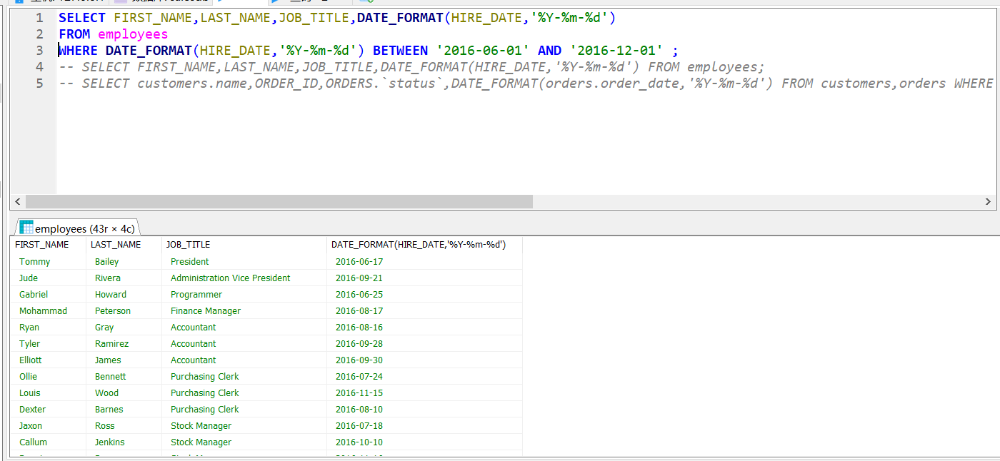 1 SELECT FIRST_NAME,LAST_NAME,JOB_TITLE,DATE_FORMAT(HIRE_DATE,'%Y-%m-%d')
2 FROM employees
3 WHERE DATE_FORMAT(HIRE_DATE,'%Y-%m-%d') BETWEEN '2016-06-01' AND '2016-12-01' ;
4 -- SELECT FIRST_NAME,LAST_NAME,JOB_TITLE,DATE_FORMAT(HIRE_DATE,'%Y-%m-%d') FROM employees;
5 -- SELECT customers.name,ORDER_ID,ORDERS.`status`,DATE_FORMAT(orders.order_date,'%Y-%m-%d') FROM customers,orders WHERE
employees (43r × 4c)
FIRST_NAME LAST_NAME JOB_TITLE DATE_FORMAT(HIRE_DATE,'%Y-%m-%d')
Tommy Bailey President 2016-06-17
Jude Rivera Administration Vice President 2016-09-21
Gabriel Howard Programmer 2016-06-25
Mohammad Peterson Finance Manager 2016-08-17
Ryan Gray Accountant 2016-08-16
Tyler Ramirez Accountant 2016-09-28
Elliott James Accountant 2016-09-30
Ollie Bennett Purchasing Clerk 2016-07-24
Louis Wood Purchasing Clerk 2016-11-15
Dexter Barnes Purchasing Clerk 2016-08-10
Jaxon Ross Stock Manager 2016-07-18
Callum Jenkins Stock Manager 2016-10-10